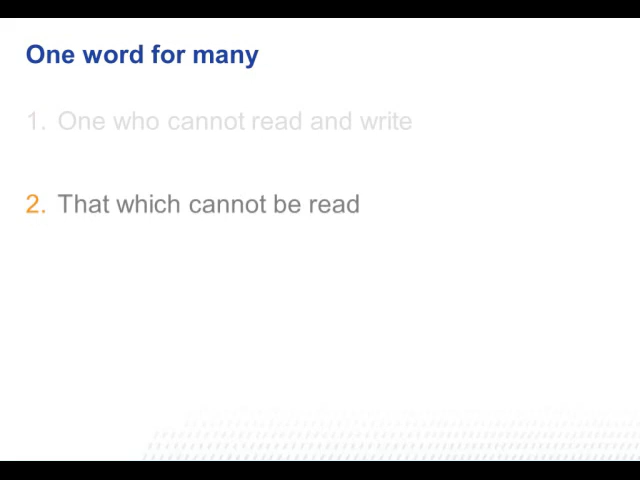 One word for many
1. One who cannot read and write
2. That which cannot be read